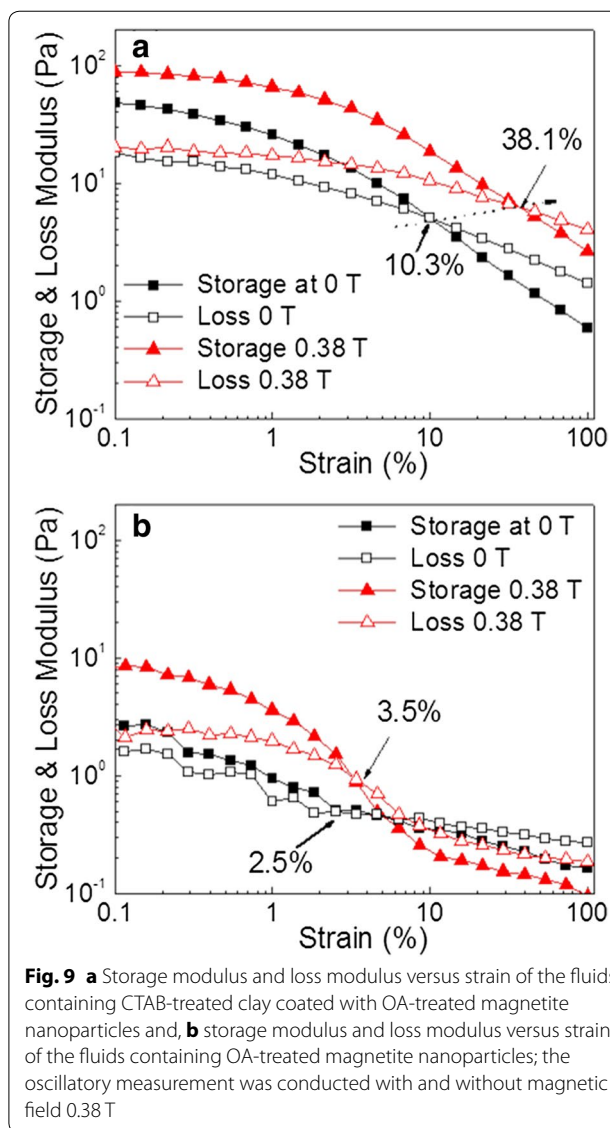 a
Storage & Loss Modulus (Pa)
10²
10¹
10⁰
10⁻¹
38.1%
10.3%
Storage at 0 T
Loss 0 T
Storage 0.38 T
Loss 0.38 T
0.1 1 10 100
Strain (%)
b
Storage & Loss Modulus (Pa)
10²
10¹
10⁰
10⁻¹
Storage at 0 T
Loss 0 T
Storage 0.38 T
Loss 0.38 T
3.5%
2.5%
0.1 1 10 100
Strain (%)
Fig. 9 a Storage modulus and loss modulus versus strain of the fluids
containing CTAB-treated clay coated with OA-treated magnetite
nanoparticles and, b storage modulus and loss modulus versus strain
of the fluids containing OA-treated magnetite nanoparticles; the
oscillatory measurement was conducted with and without magnetic
field 0.38 T